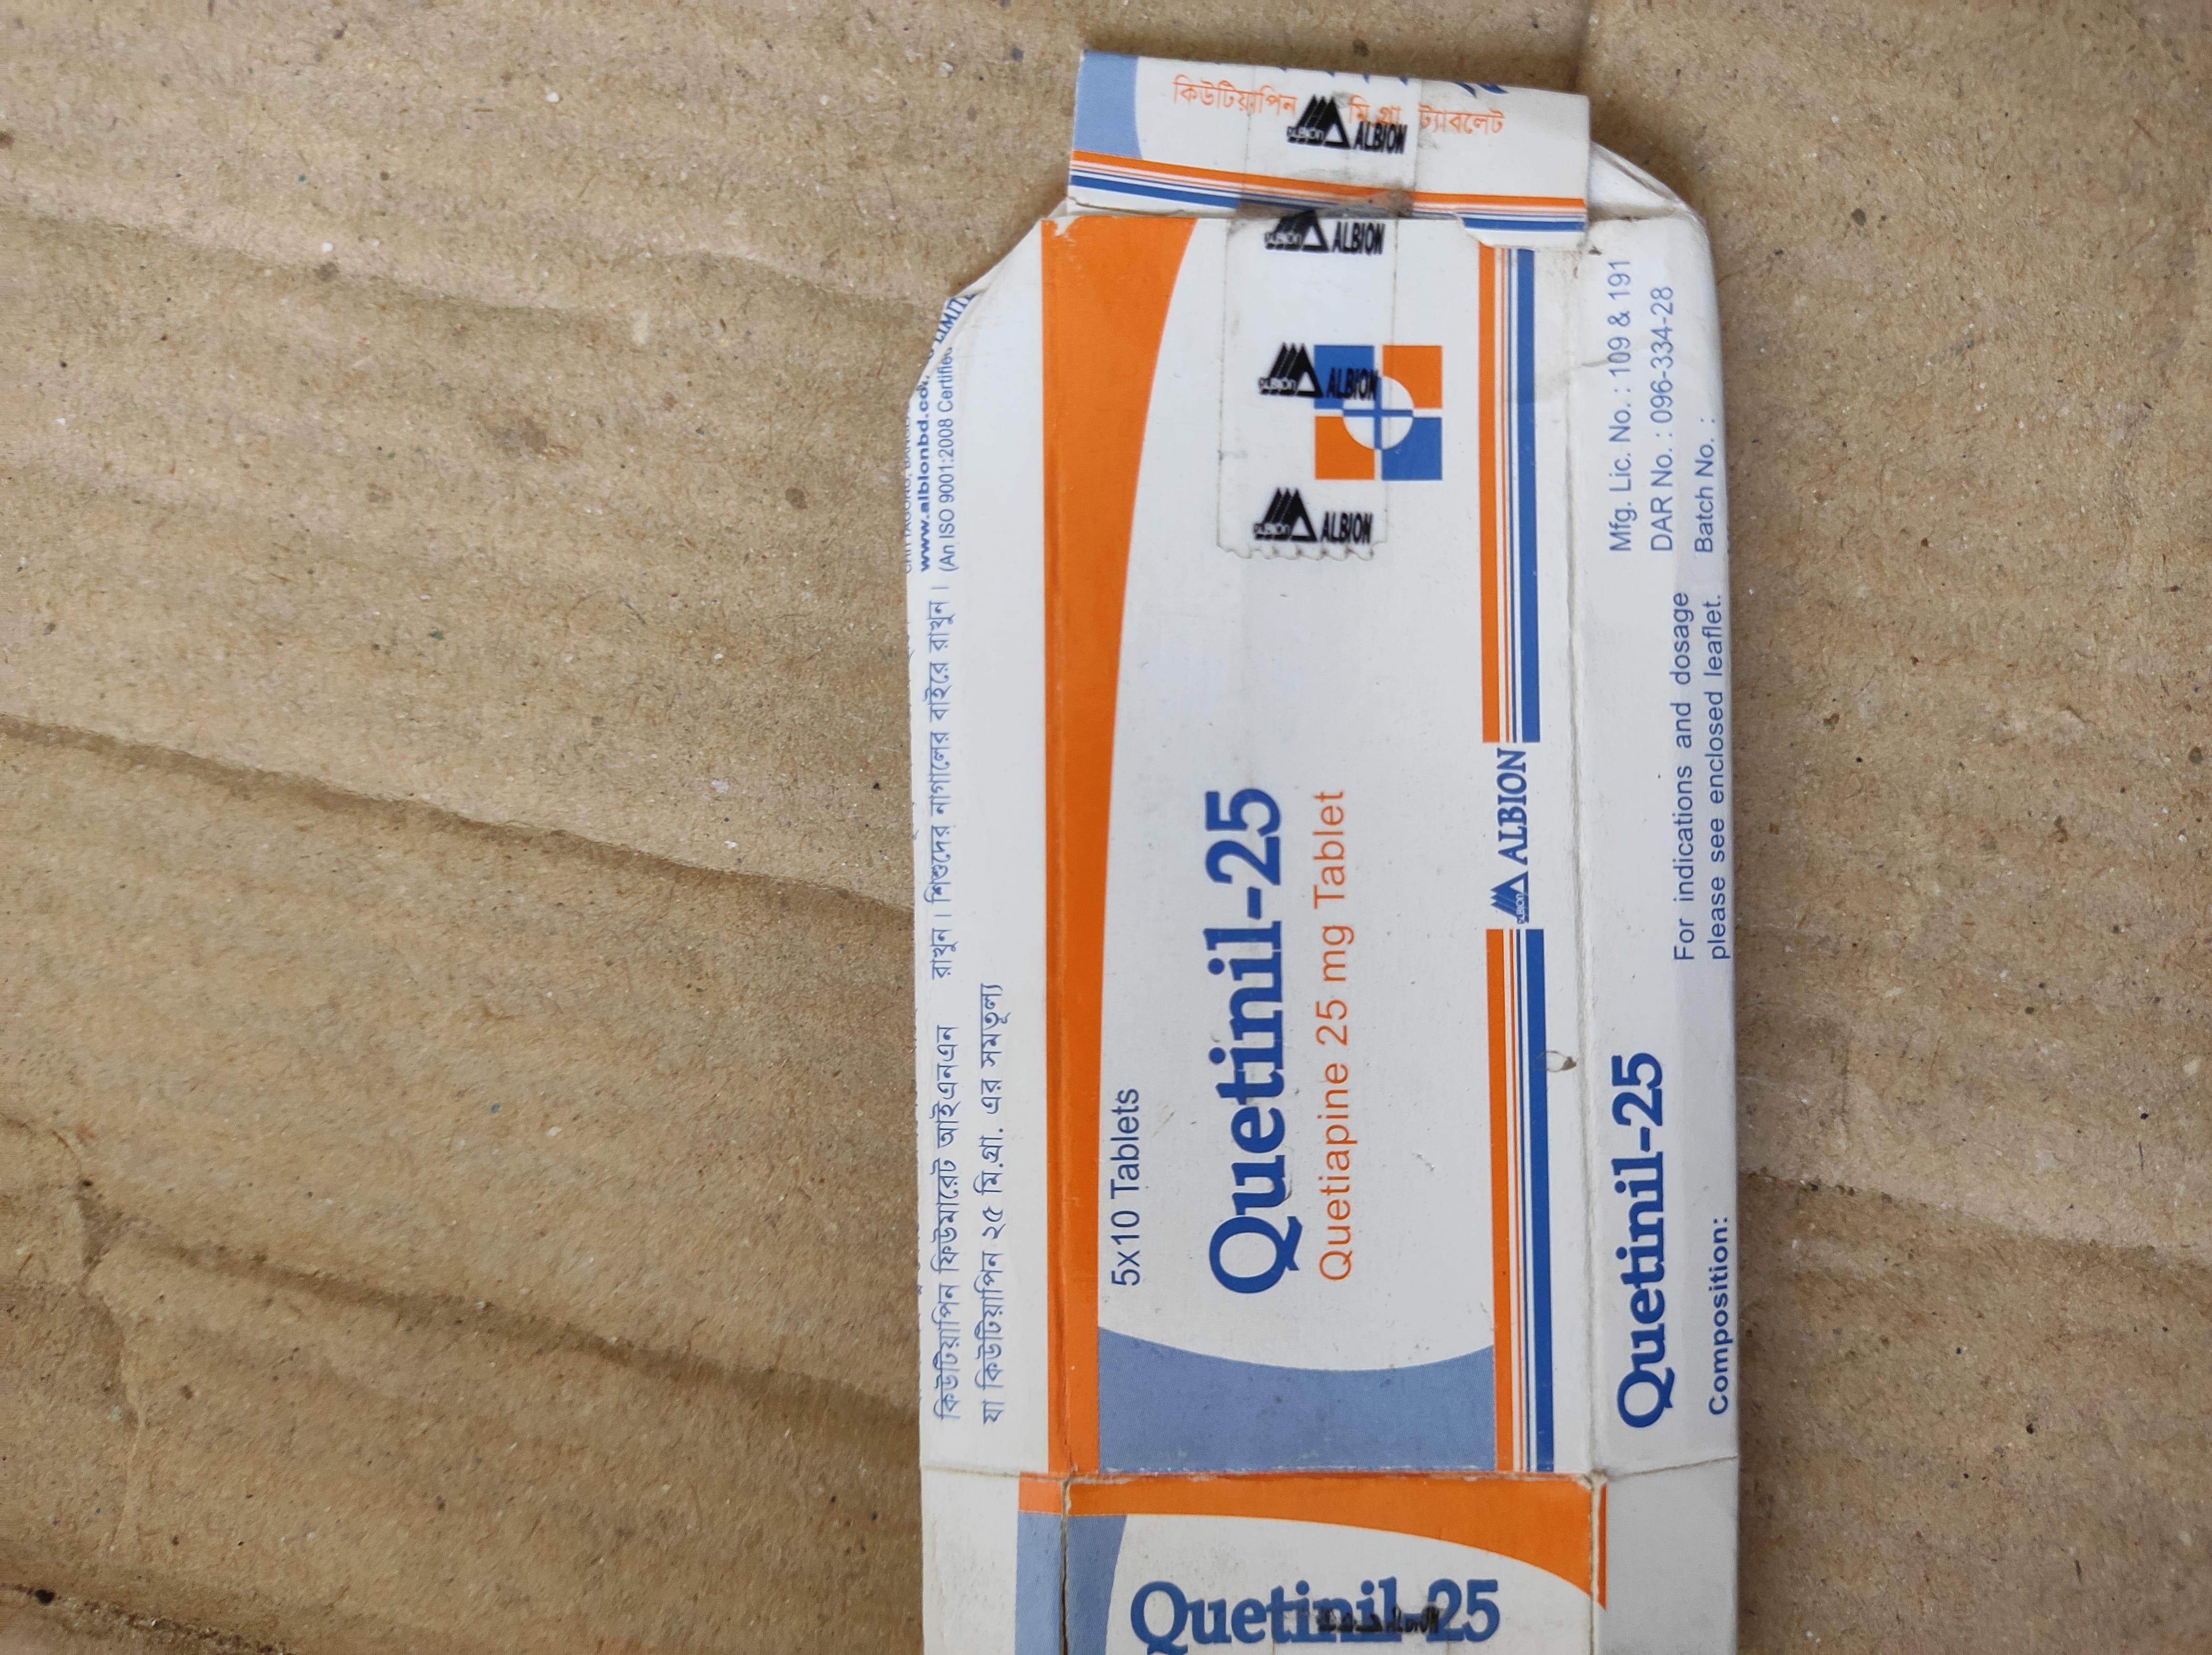 কিউটিয়াপিন ফিউমারেট আইএনএন
যা কিউটিয়াপিন ২৫ মি.গ্রা. এর সমতুল্য
রাখুন। শিশুদের নাগালের বাইরে রাখুন।
www.albionbd.co
(An ISO 9001:2008 Certified
5x10 Tablets
Quetinil-25
Quetiapine 25 mg Tablet
ALBION
ALBION
ALBION
ALBION
ALBION
কিউটিয়াপিন মি.গ্রা. ট্যাবলেট
Quetinil-25
Quetinil-25
Composition:
For indications and dosage
please see enclosed leaflet.
Mfg. Lic. No. : 109 & 191
DAR No. : 096-334-28
Batch No. :